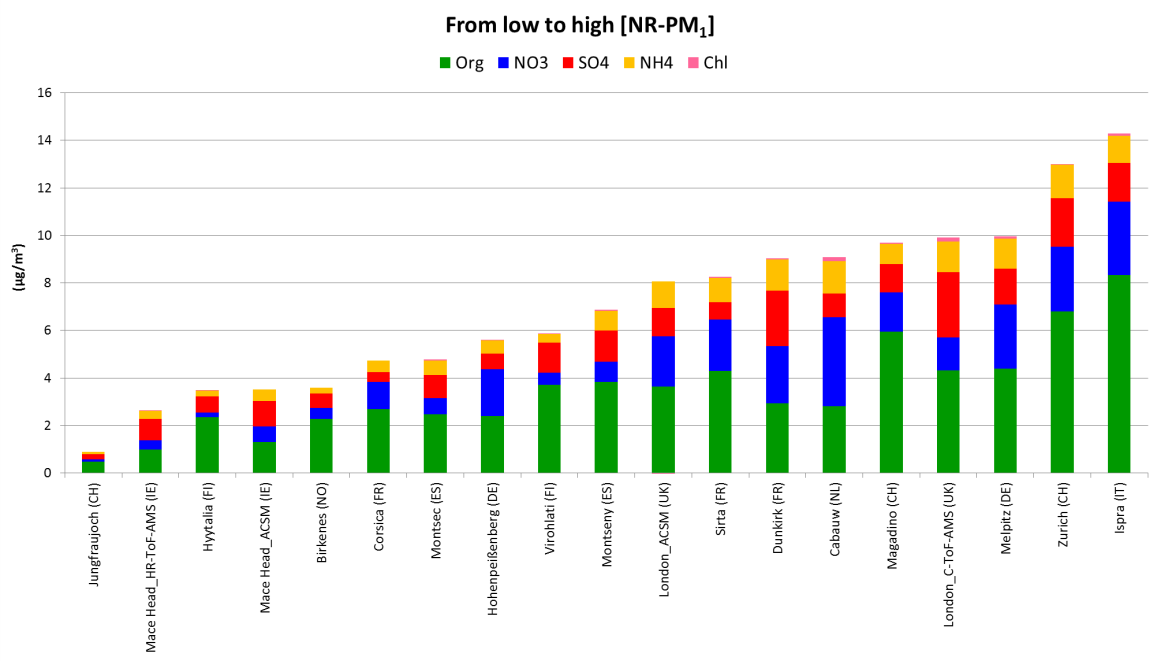 From low to high [NR-PM₁]
Org NO3 SO4 NH4 Chl
16
14
12
10
8
6
4
2
0
(µg/m³)
Jungfraujoch (CH)
Mace Head_HR-ToF-AMS (IE)
Hyytalia (FI)
Mace Head_ACSM (IE)
Birkenes (NO)
Corsica (FR)
Montsec (ES)
Hohenpeißenberg (DE)
Virohlati (FI)
Montseny (ES)
London_ACSM (UK)
Sirta (FR)
Dunkirk (FR)
Cabauw (NL)
Magadino (CH)
London_C-ToF-AMS (UK)
Melpitz (DE)
Zurich (CH)
Ispra (IT)